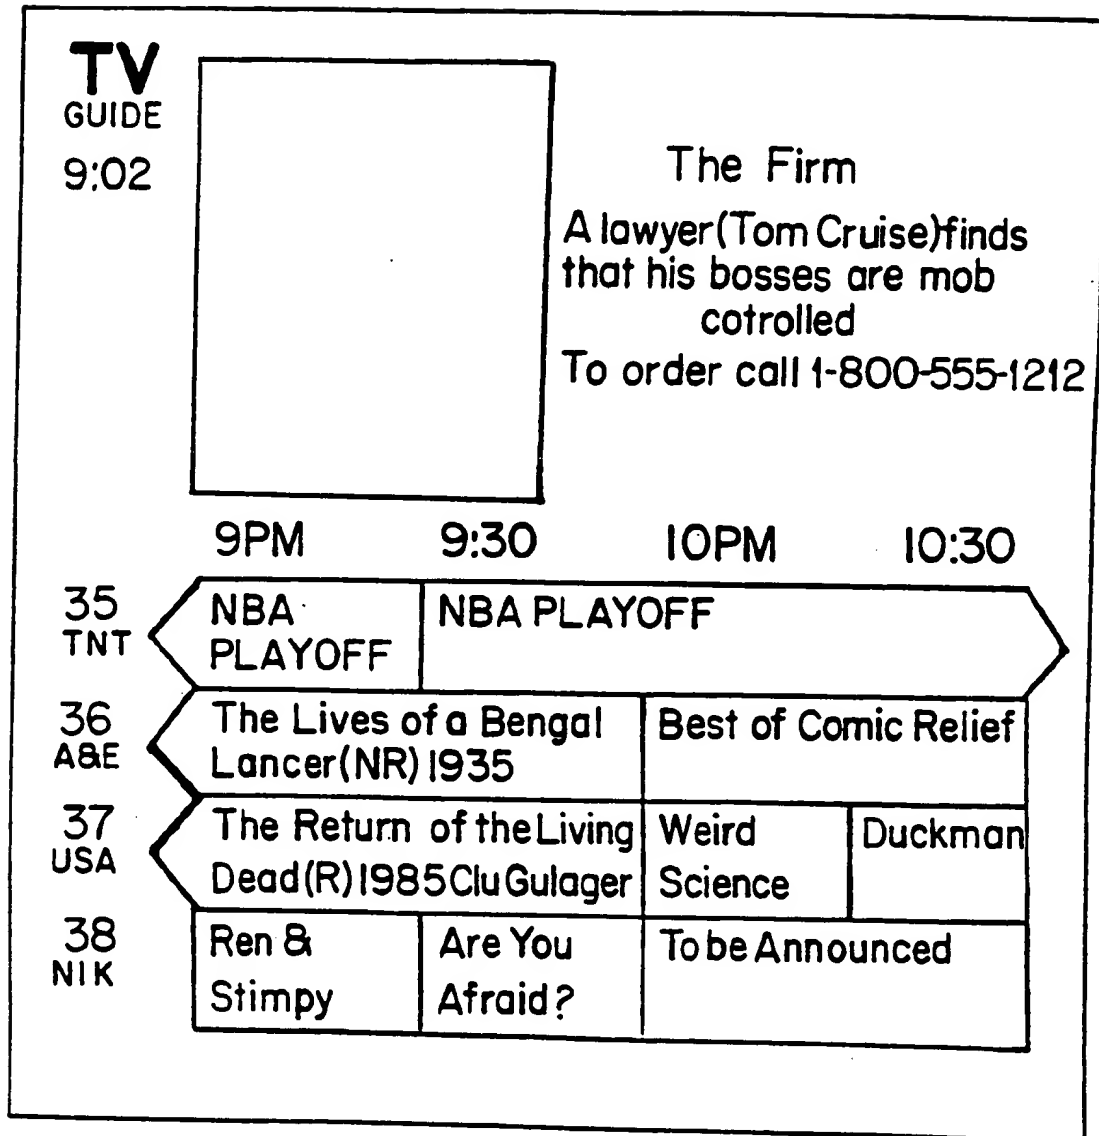 TV
GUIDE
9:02
The Firm
A lawyer(Tom Cruise)finds
that his bosses are mob
cotrolled
To order call 1-800-555-1212
9PM 9:30 10PM 10:30
35
TNT
NBA
PLAYOFF
NBA PLAYOFF
36
A&E
The Lives of a Bengal
Lancer(NR) 1935
Best of Comic Relief
37
USA
The Return of the Living
Dead(R) 1985 Clu Gulager
Weird
Science
Duckman
38
NIK
Ren &
Stimpy
Are You
Afraid?
To be Announced